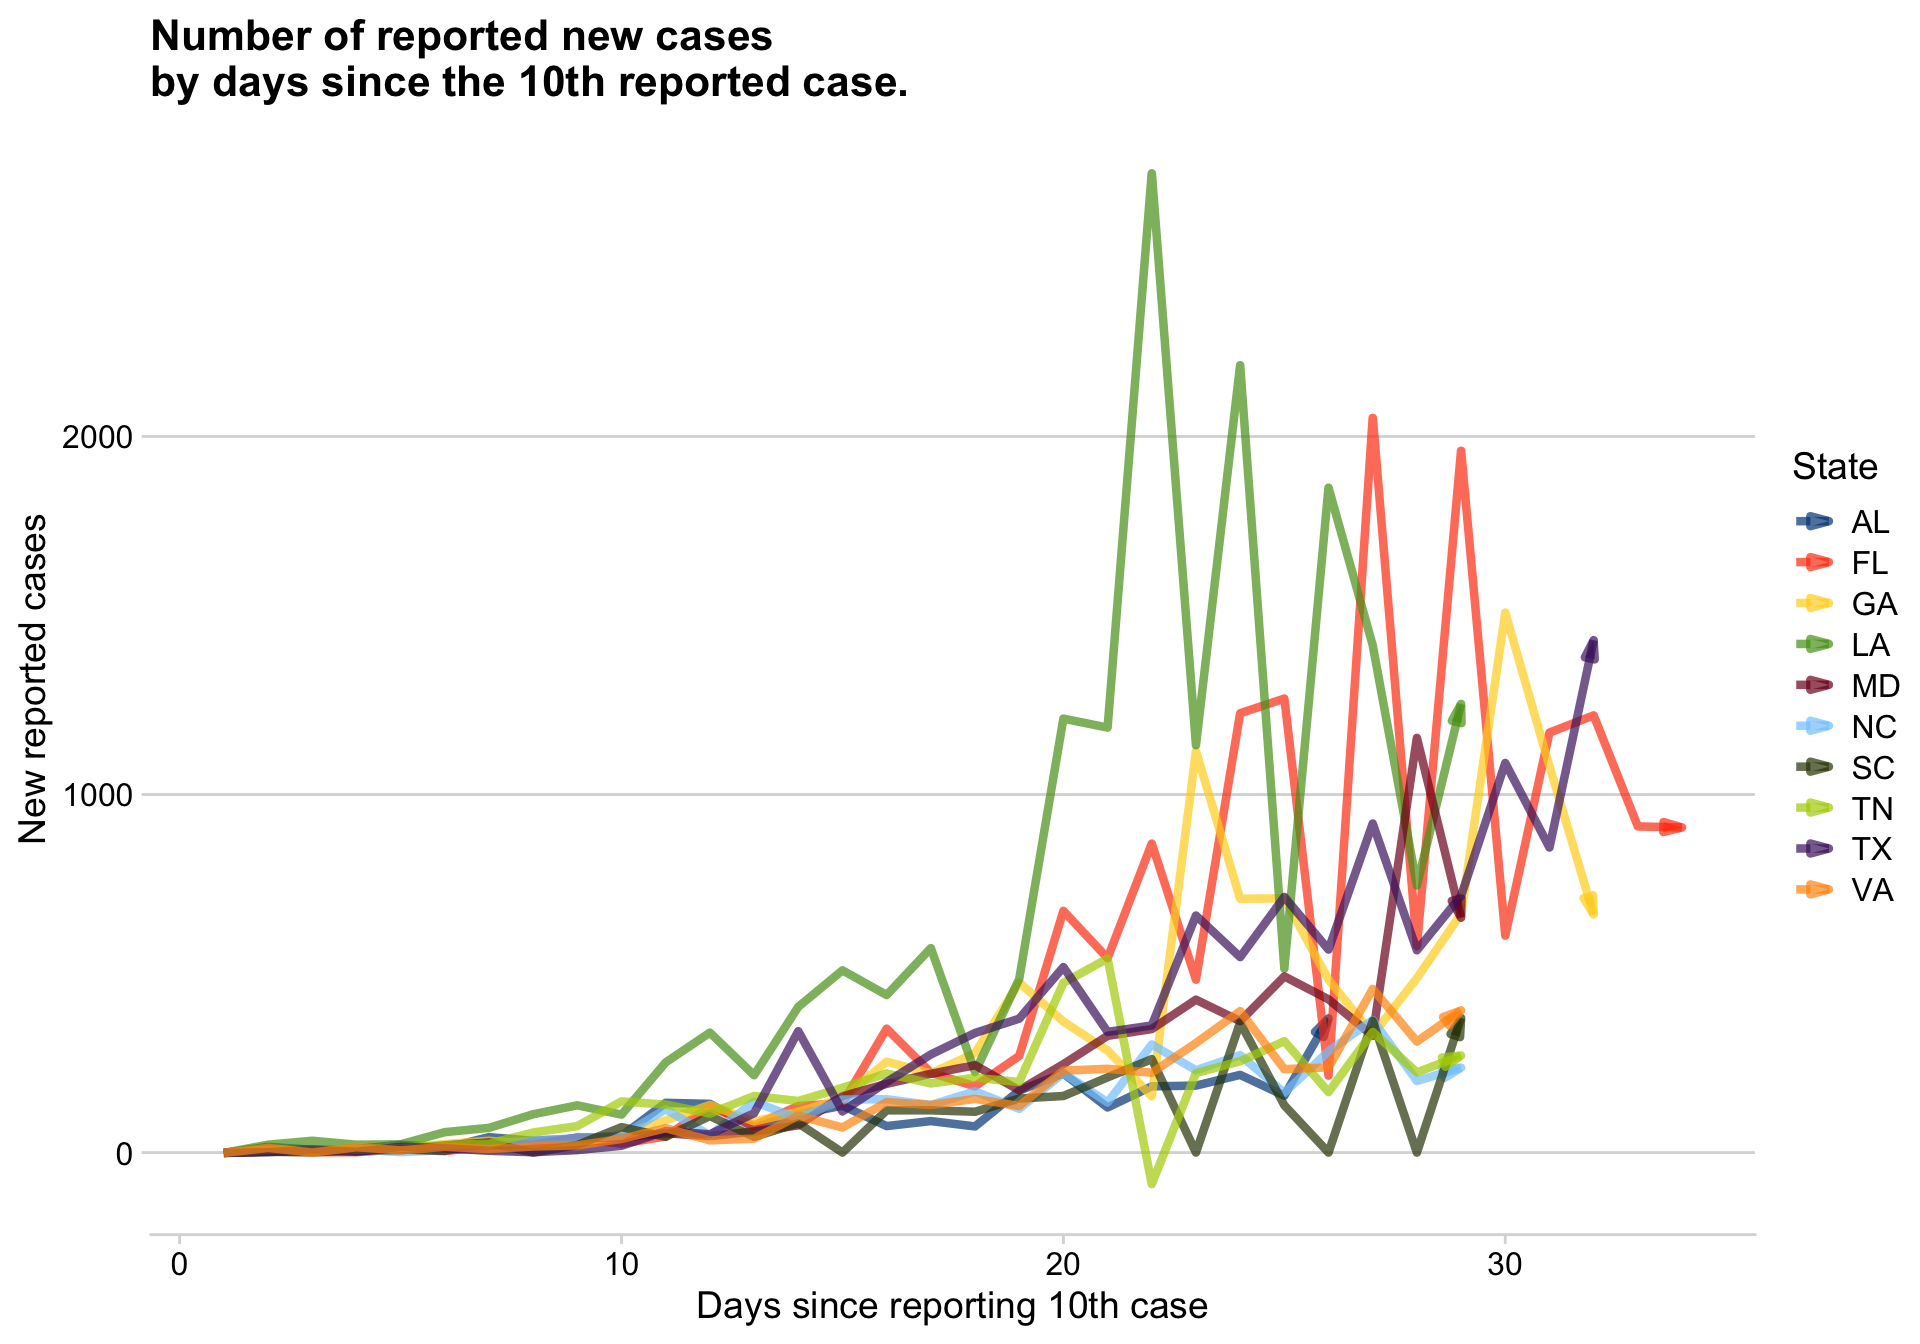 Number of reported new cases
by days since the 10th reported case.
New reported cases
2000
1000
0
0
10
20
30
Days since reporting 10th case
State
AL
FL
GA
LA
MD
NC
SC
TN
TX
VA